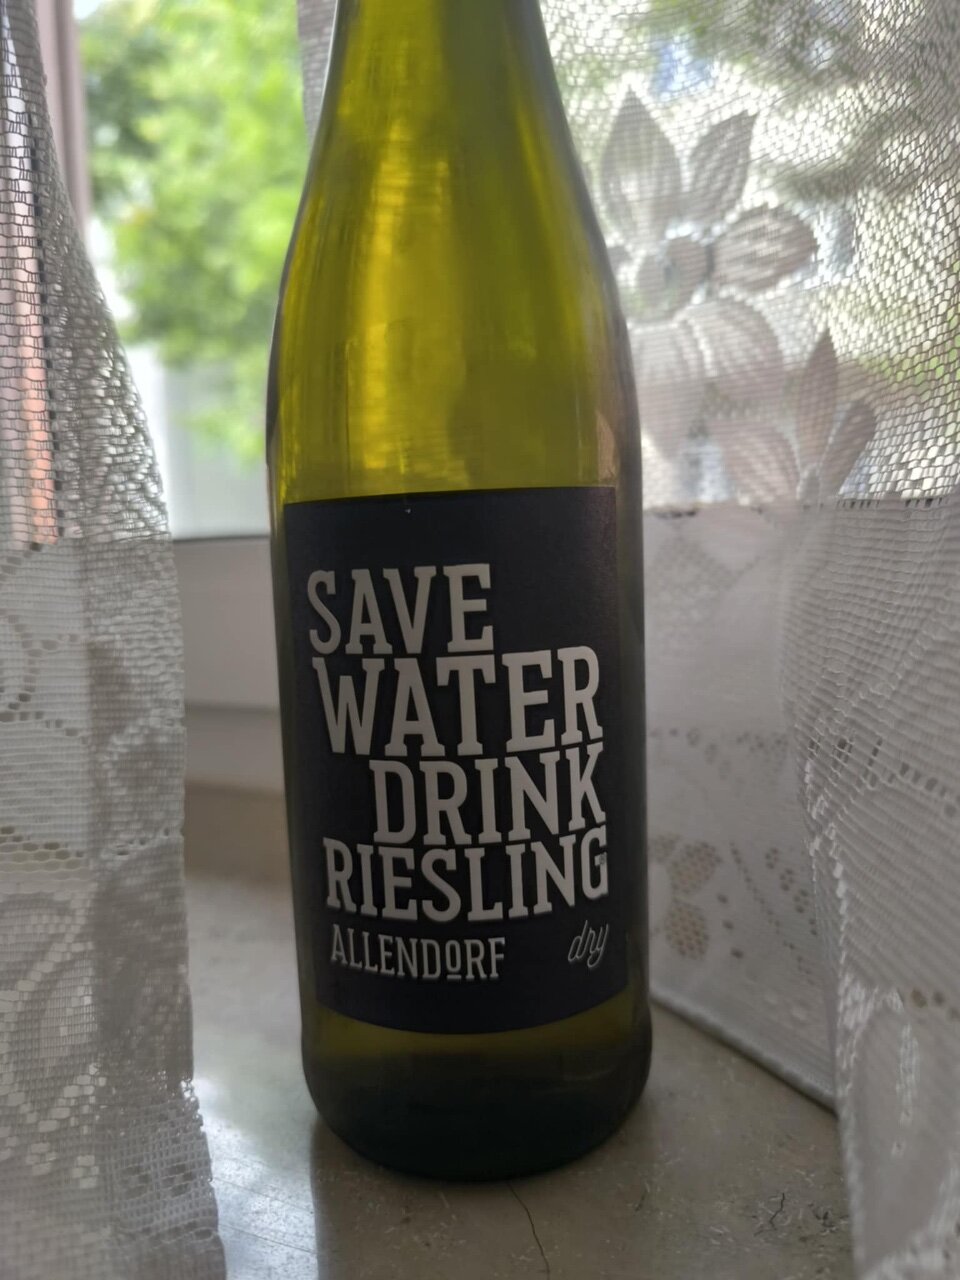 SAVE
WATER
DRINK
RIESLING
ALLENDORF dry